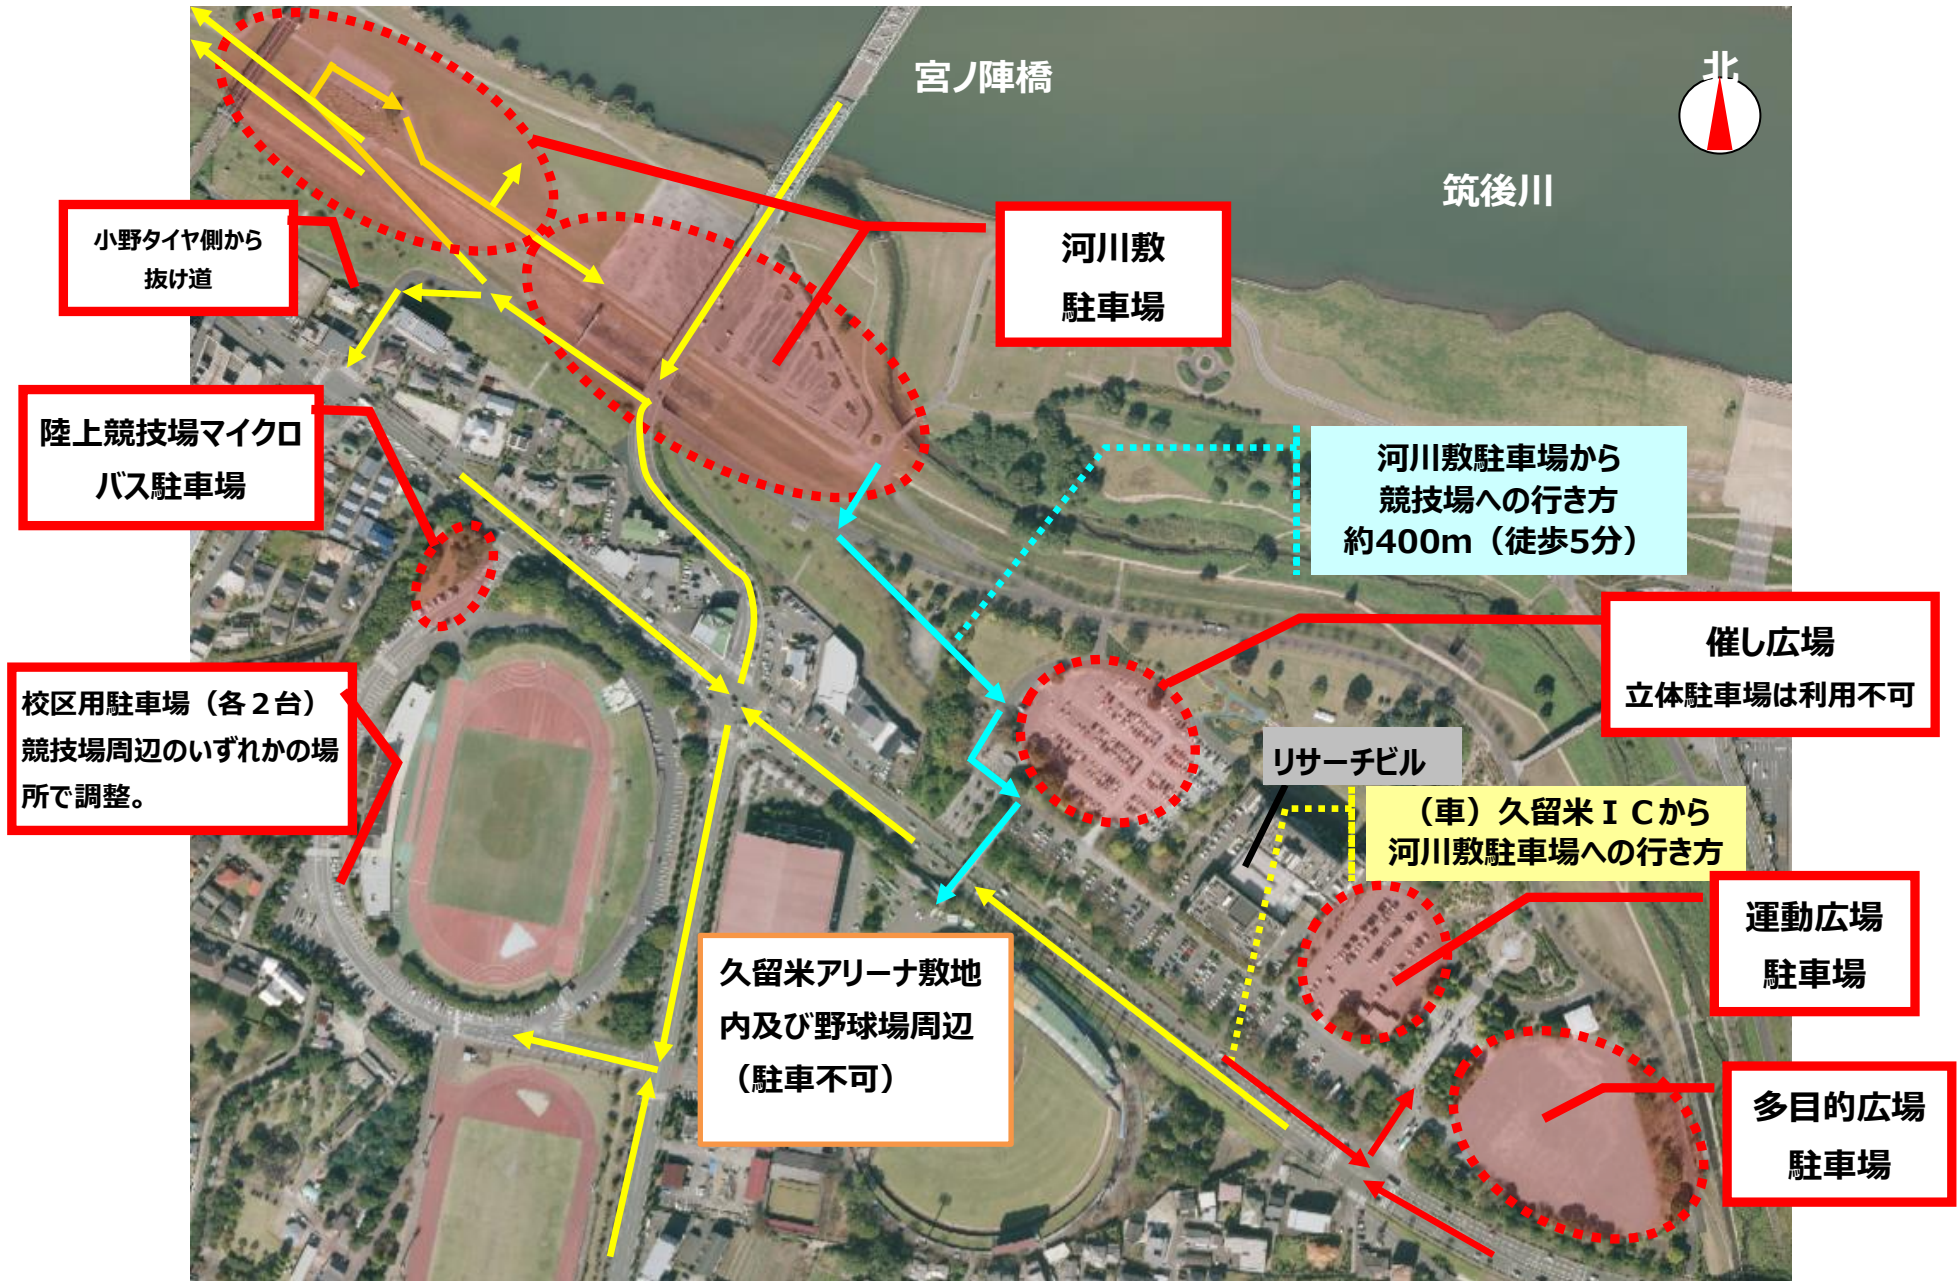 宮ノ陣橋
北
筑後川
小野タイヤ側から
抜け道
河川敷
駐車場
陸上競技場マイクロ
バス駐車場
河川敷駐車場から
競技場への行き方
約400m（徒歩5分）
催し広場
立体駐車場は利用不可
校区用駐車場（各２台）
競技場周辺のいずれかの場
所で調整。
リサーチビル
（車）久留米ＩＣから
河川敷駐車場への行き方
運動広場
駐車場
久留米アリーナ敷地
内及び野球場周辺
（駐車不可）
多目的広場
駐車場